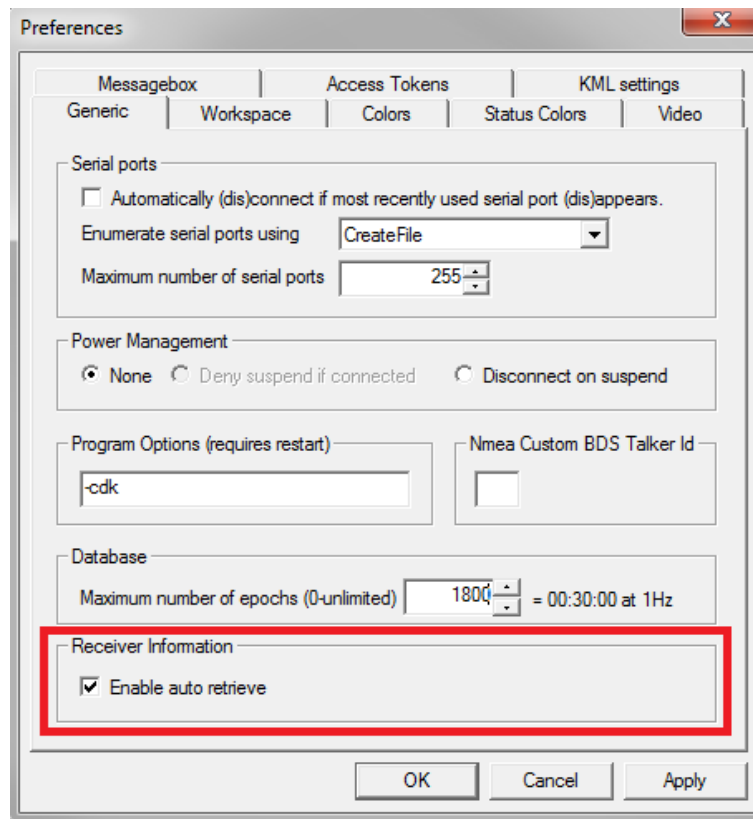 Preferences
Messagebox Access Tokens KML settings
Generic Workspace Colors Status Colors Video
Serial ports
Automatically (dis)connect if most recently used serial port (dis)appears.
Enumerate serial ports using CreateFile
Maximum number of serial ports 255
Power Management
None Deny suspend if connected Disconnect on suspend
Program Options (requires restart) Nmea Custom BDS Talker Id
-cdk
Database
Maximum number of epochs (0-unlimited) 1800 = 00:30:00 at 1Hz
Receiver Information
Enable auto retrieve
OK Cancel Apply